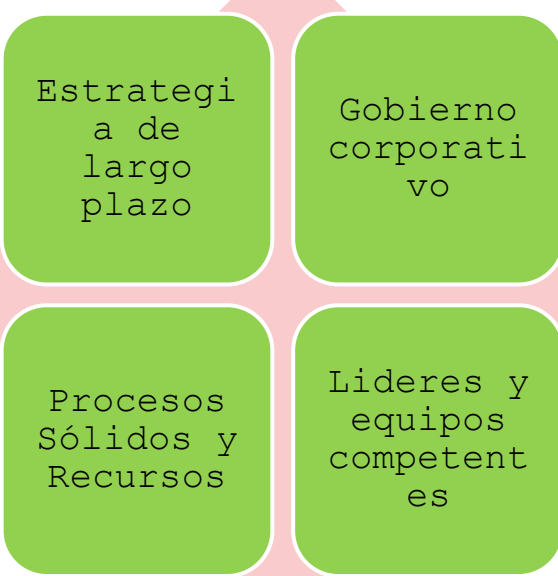 Estrategi
a de
largo
plazo
Gobierno
corporati
vo
Procesos
Sólidos y
Recursos
Lideres y
equipos
competent
es